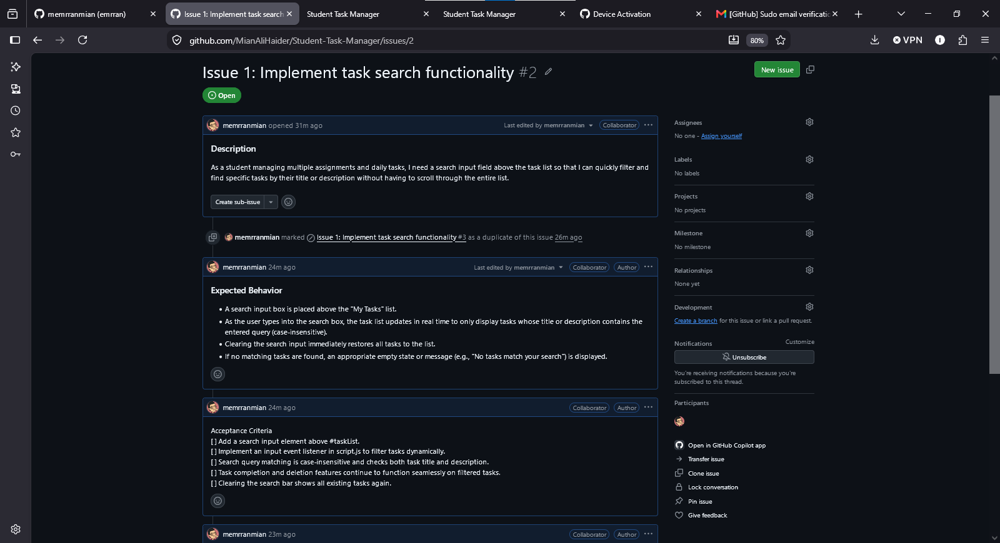 memrranmian (emrran)
Issue 1: Implement task search
Student Task Manager
Student Task Manager
Device Activation
[GitHub] Sudo email verificatio
github.com/MianAliHaider/Student-Task-Manager/issues/2
80%
VPN
Issue 1: Implement task search functionality #2
New issue
Open
memrranmian opened 31m ago
Last edited by memrranmian
Collaborator
Description
As a student managing multiple assignments and daily tasks, I need a search input field above the task list so that I can quickly filter and
find specific tasks by their title or description without having to scroll through the entire list.
Create sub-issue
memrranmian marked Issue 1: Implement task search functionality #3 as a duplicate of this issue 26m ago
memrranmian 24m ago
Last edited by memrranmian
Collaborator
Author
Expected Behavior
• A search input box is placed above the "My Tasks" list.
• As the user types into the search box, the task list updates in real time to only display tasks whose title or description contains the
entered query (case-insensitive).
• Clearing the search input immediately restores all tasks to the list.
• If no matching tasks are found, an appropriate empty state or message (e.g., "No tasks match your search") is displayed.
memrranmian 24m ago
Collaborator
Author
Acceptance Criteria
[ ] Add a search input element above #taskList.
[ ] Implement an input event listener in script.js to filter tasks dynamically.
[ ] Search query matching is case-insensitive and checks both task title and description.
[ ] Task completion and deletion features continue to function seamlessly on filtered tasks.
[ ] Clearing the search bar shows all existing tasks again.
memrranmian 23m ago
Collaborator
Author
Assignees
No one - Assign yourself
Labels
No labels
Projects
No projects
Milestone
No milestone
Relationships
None yet
Development
Create a branch for this issue or link a pull request.
Notifications
Customize
Unsubscribe
You're receiving notifications because you're
subscribed to this thread.
Participants
Open in GitHub Copilot app
Transfer issue
Clone issue
Lock conversation
Pin issue
Give feedback